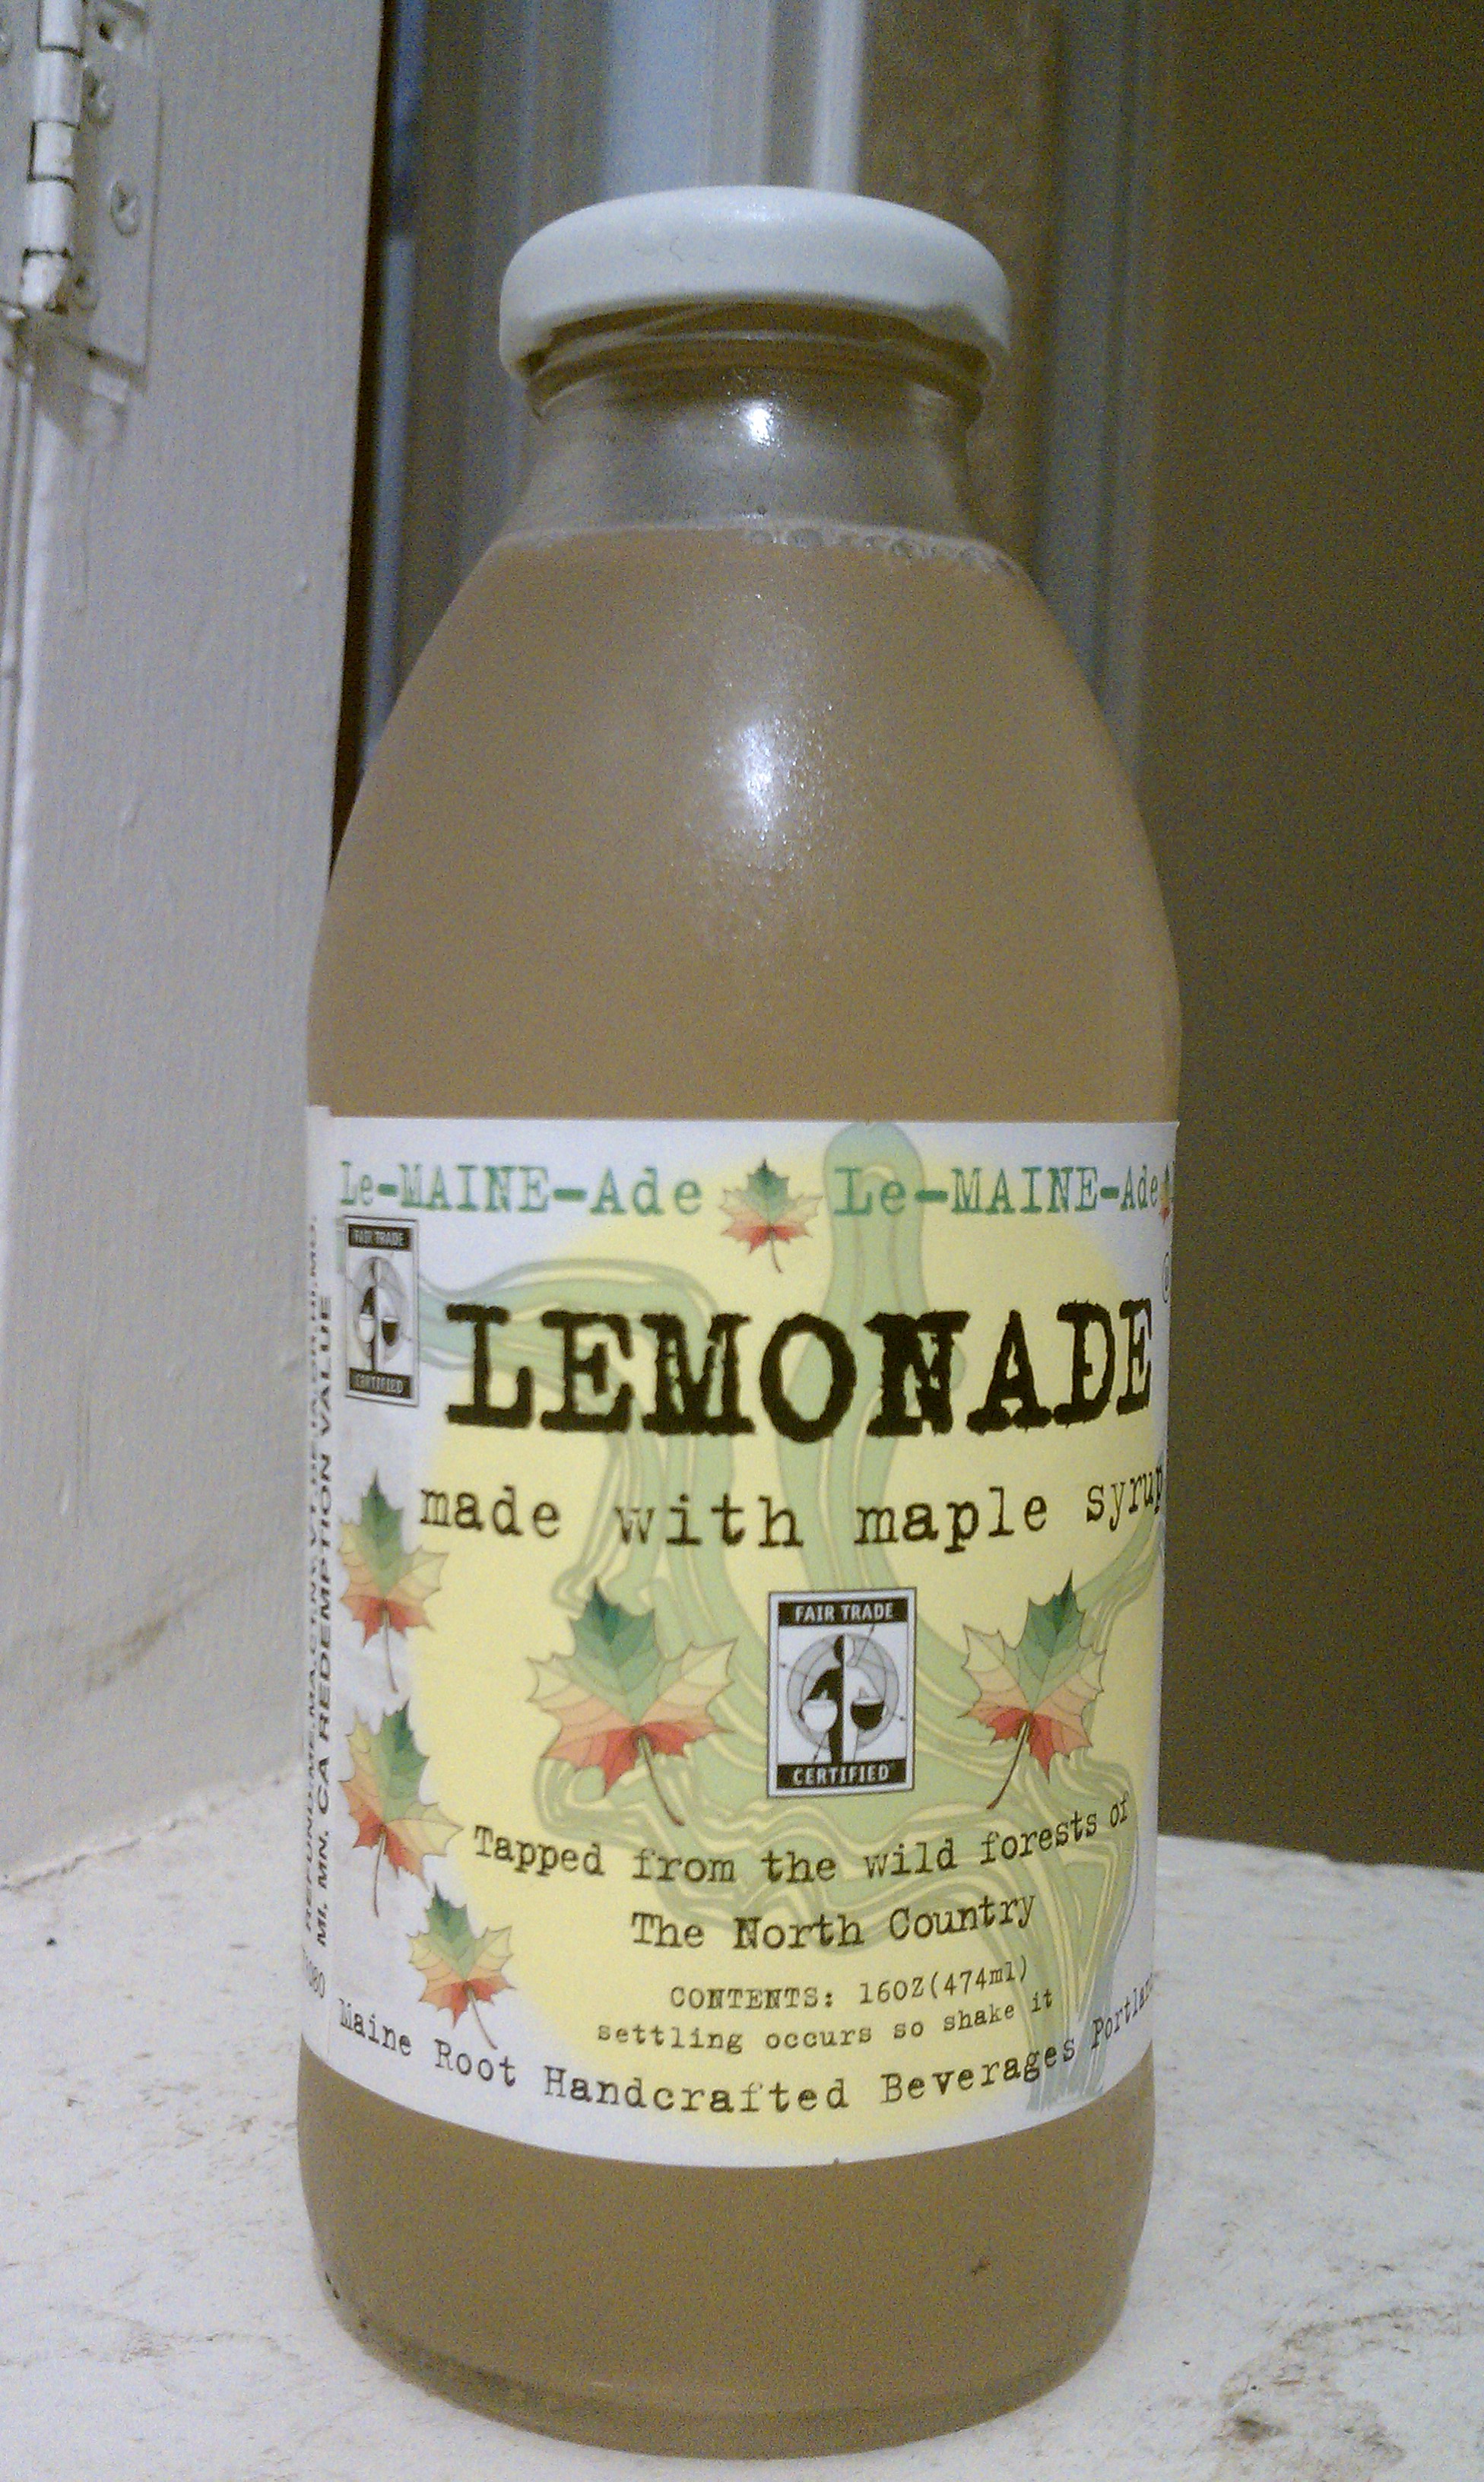 Le-MAINE-Ade Le-MAINE-Ade
FAIR TRADE
CERTIFIED
LEMONADE
made with maple syrup
FAIR TRADE
CERTIFIED
Tapped from the wild forests of
The North Country
CONTENTS: 16OZ(474ml)
settling occurs so shake it
Maine Root Handcrafted Beverages
MI. MN. CA REDEMPTION VALUE